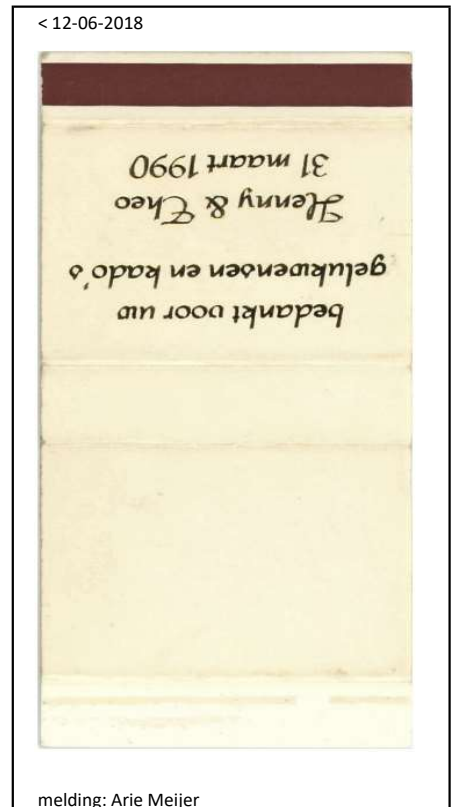 < 12-06-2018
bedankt voor uw
gelukwensen en kado's
Henny & Theo
31 maart 1990
melding: Arie Meijer